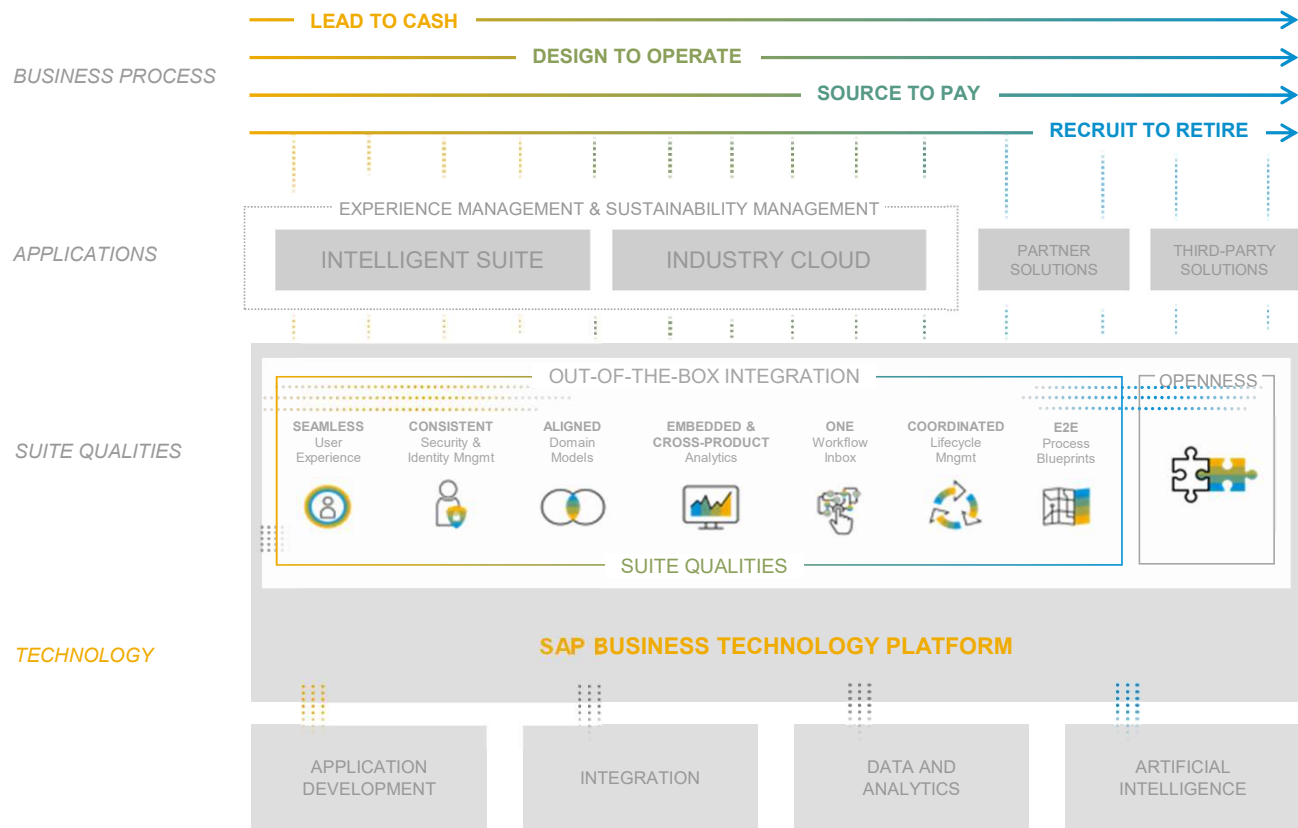 LEAD TO CASH
DESIGN TO OPERATE
BUSINESS PROCESS
SOURCE TO PAY
RECRUIT TO RETIRE
EXPERIENCE MANAGEMENT & SUSTAINABILITY MANAGEMENT
APPLICATIONS
INTELLIGENT SUITE
INDUSTRY CLOUD
PARTNER
SOLUTIONS
THIRD-PARTY
SOLUTIONS
OUT-OF-THE-BOX INTEGRATION
OPENNESS
SUITE QUALITIES
SEAMLESS
User
Experience
CONSISTENT
Security &
Identity Mngmt
ALIGNED
Domain
Models
EMBEDDED &
CROSS-PRODUCT
Analytics
ONE
Workflow
Inbox
COORDINATED
Lifecycle
Mngmt
E2E
Process
Blueprints
SUITE QUALITIES
TECHNOLOGY
SAP BUSINESS TECHNOLOGY PLATFORM
APPLICATION
DEVELOPMENT
INTEGRATION
DATA AND
ANALYTICS
ARTIFICIAL
INTELLIGENCE